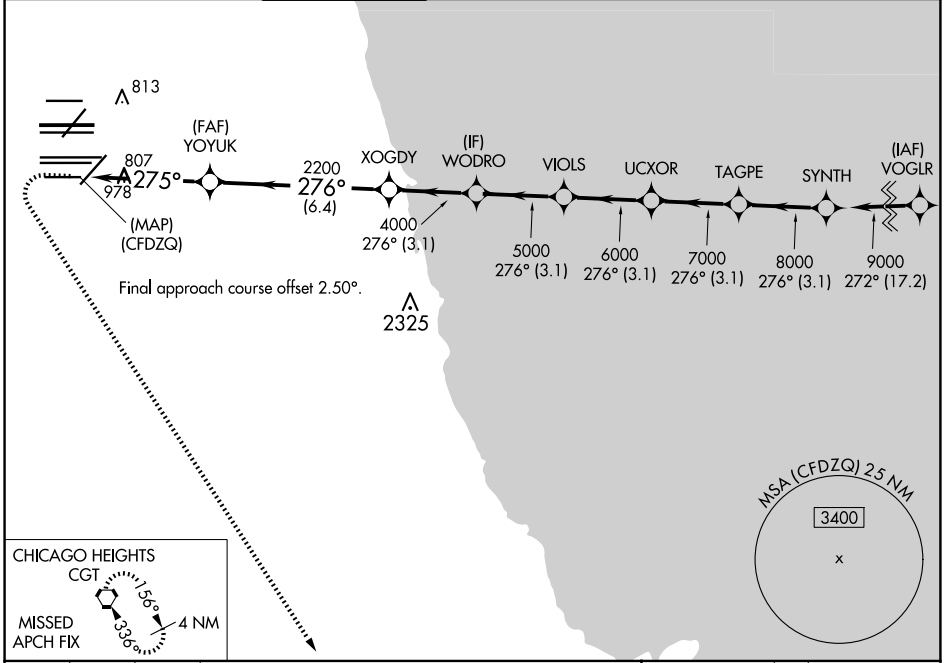 813
(FAF)
YOYUK
807
978
275°
(MAP)
(CFDZQ)
2200
276°
(6.4)
XOGDY
(IF)
WODRO
4000
276° (3.1)
VIOLS
5000
276° (3.1)
UCXOR
6000
276° (3.1)
TAGPE
7000
276° (3.1)
SYNTH
8000
276° (3.1)
(IAF)
VOGLR
9000
272° (17.2)
Final approach course offset 2.50°.
2325
MSA (CFDZQ) 25 NM
3400
x
CHICAGO HEIGHTS
CGT
156°
336°
4 NM
MISSED
APCH FIX